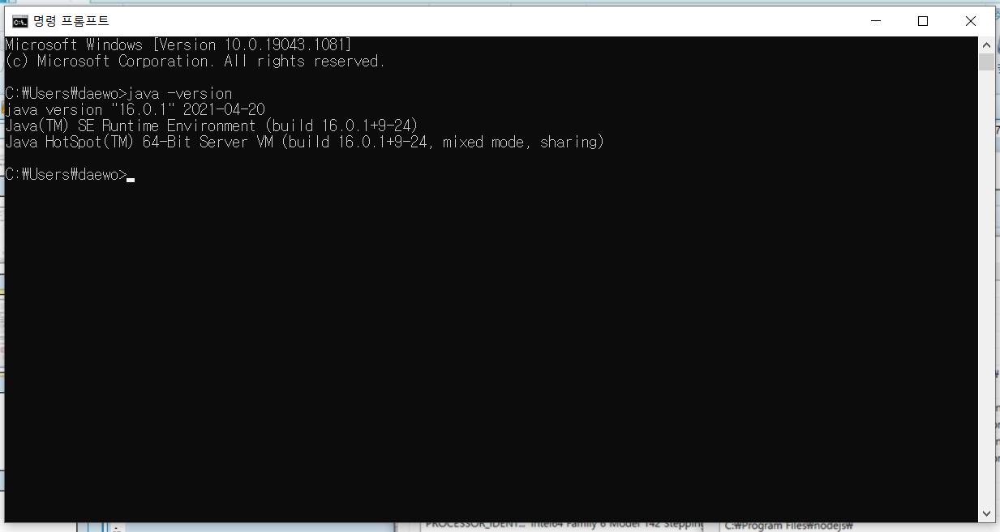 명령 프롬프트
Microsoft Windows [Version 10.0.19043.1081]
(c) Microsoft Corporation. All rights reserved.
C:₩Users₩daewo>java -version
java version "16.0.1" 2021-04-20
Java(TM) SE Runtime Environment (build 16.0.1+9-24)
Java HotSpot(TM) 64-Bit Server VM (build 16.0.1+9-24, mixed mode, sharing)
C:₩Users₩daewo>
PROCESSOR_IDENT... Intel64 Family 6 Model 142 Stepping
C:₩Program Files₩nodejs₩